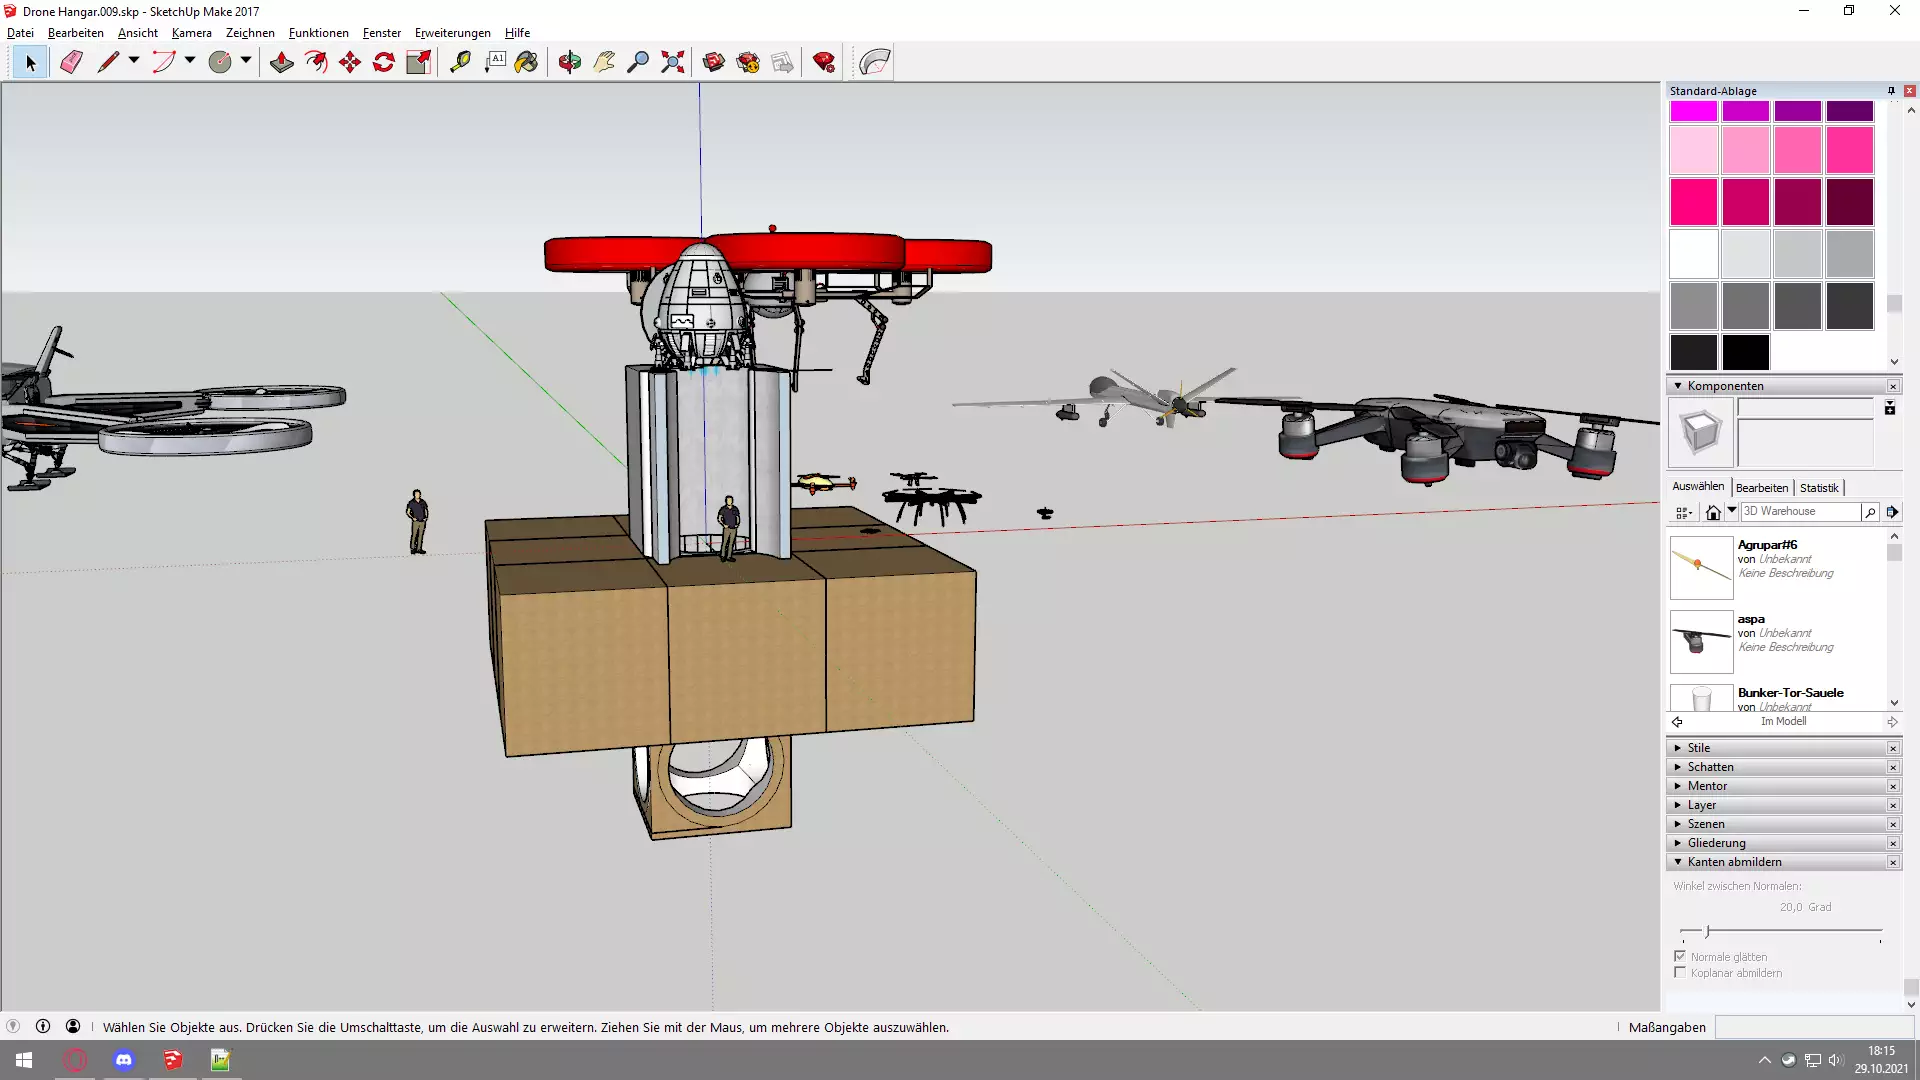 Drone Hangar.009.skp - SketchUp Make 2017
Datei Bearbeiten Ansicht Kamera Zeichnen Funktionen Fenster Erweiterungen Hilfe
A1
Standard-Ablage
Komponenten
Auswählen Bearbeiten Statistik
3D Warehouse
Agrupar#6
von Unbekannt
Keine Beschreibung
aspa
von Unbekannt
Keine Beschreibung
Bunker-Tor-Sauele
von Unbekannt
Im Modell
Stile
Schatten
Mentor
Layer
Szenen
Gliederung
Kanten abmildern
Winkel zwischen Normalen:
20,0 Grad
Normale glätten
Koplanar abmildern
Wählen Sie Objekte aus. Drücken Sie die Umschalttaste, um die Auswahl zu erweitern. Ziehen Sie mit der Maus, um mehrere Objekte auszuwählen.
Maßangaben
18:15
29.10.2021